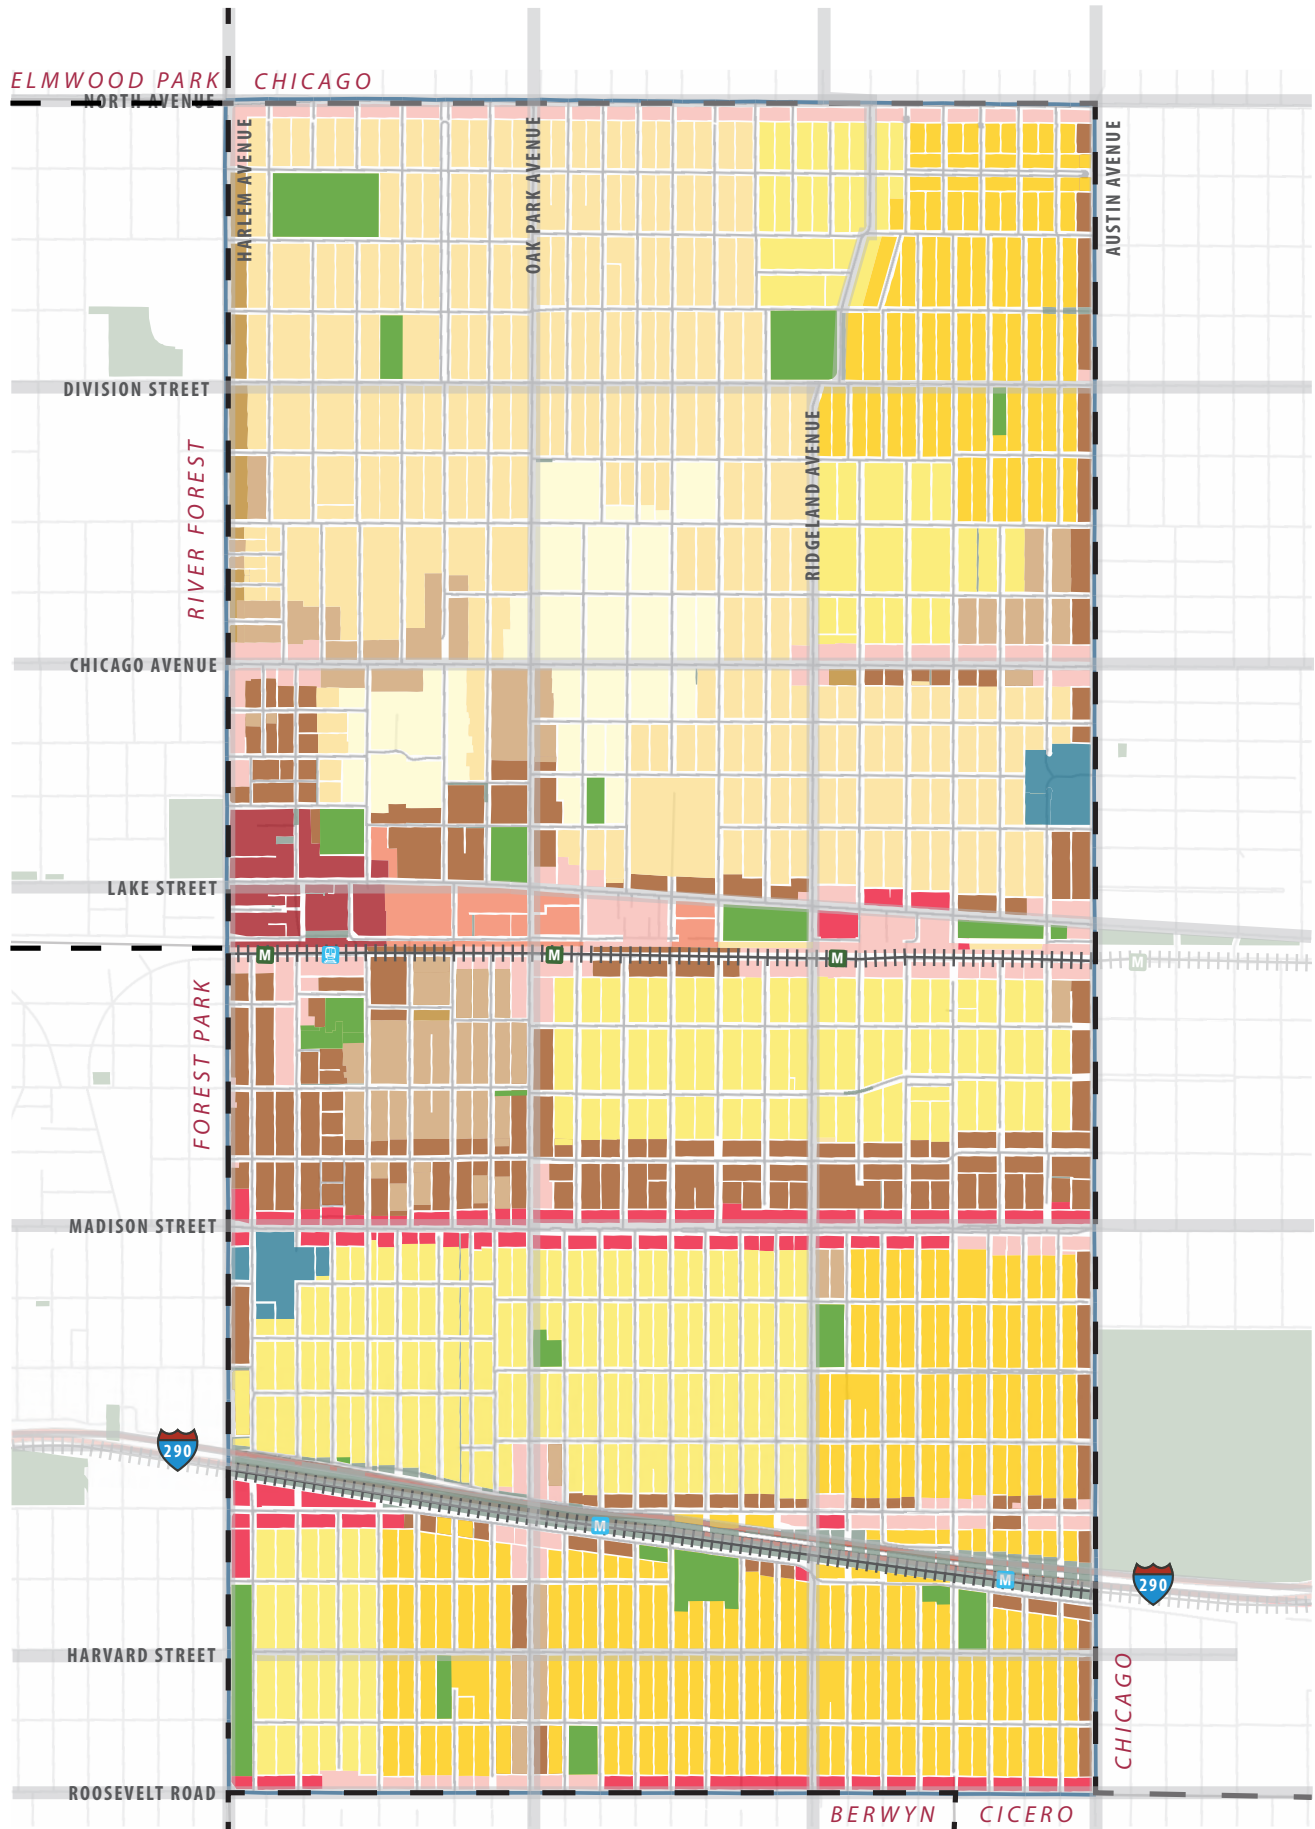 ELMWOOD PARK
CHICAGO
NORTH AVENUE
HARLEM AVENUE
OAK PARK AVENUE
AUSTIN AVENUE
DIVISION STREET
RIDGELAND AVENUE
RIVER FOREST
CHICAGO AVENUE
LAKE STREET
M
M
M
M
FOREST PARK
MADISON STREET
290
M
M
290
HARVARD STREET
CHICAGO
ROOSEVELT ROAD
BERWYN
CICERO